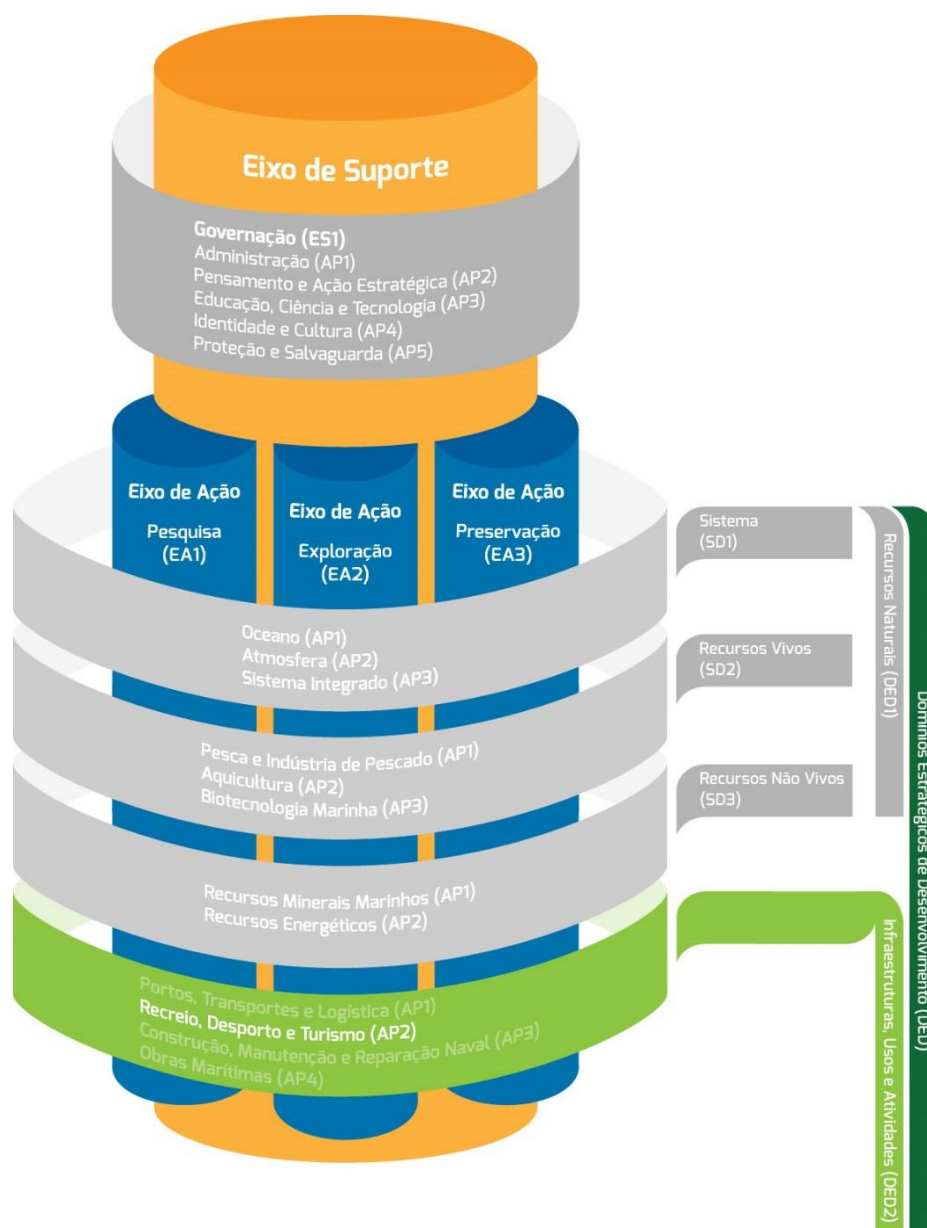 Eixo de Suporte
Governação (ES1)
Administração (AP1)
Pensamento e Ação Estratégica (AP2)
Educação, Ciência e Tecnologia (AP3)
Identidade e Cultura (AP4)
Proteção e Salvaguarda (AP5)
Eixo de Ação
Pesquisa
(EA1)
Eixo de Ação
Exploração
(EA2)
Eixo de Ação
Preservação
(EA3)
Oceano (AP1)
Atmosfera (AP2)
Sistema Integrado (AP3)
Sistema
(SD1)
Pesca e Indústria de Pescado (AP1)
Aquicultura (AP2)
Biotecnologia Marinha (AP3)
Recursos Vivos
(SD2)
Recursos Minerais Marinhos (AP1)
Recursos Energéticos (AP2)
Recursos Não Vivos
(SD3)
Portos, Transportes e Logística (AP1)
Recreio, Desporto e Turismo (AP2)
Construção, Manutenção e Reparação Naval (AP3)
Obras Marítimas (AP4)
Recursos Naturais (DED1)
Infraestruturas, Usos e Atividades (DED2)
Domínios Estratégicos de Desenvolvimento (DED)